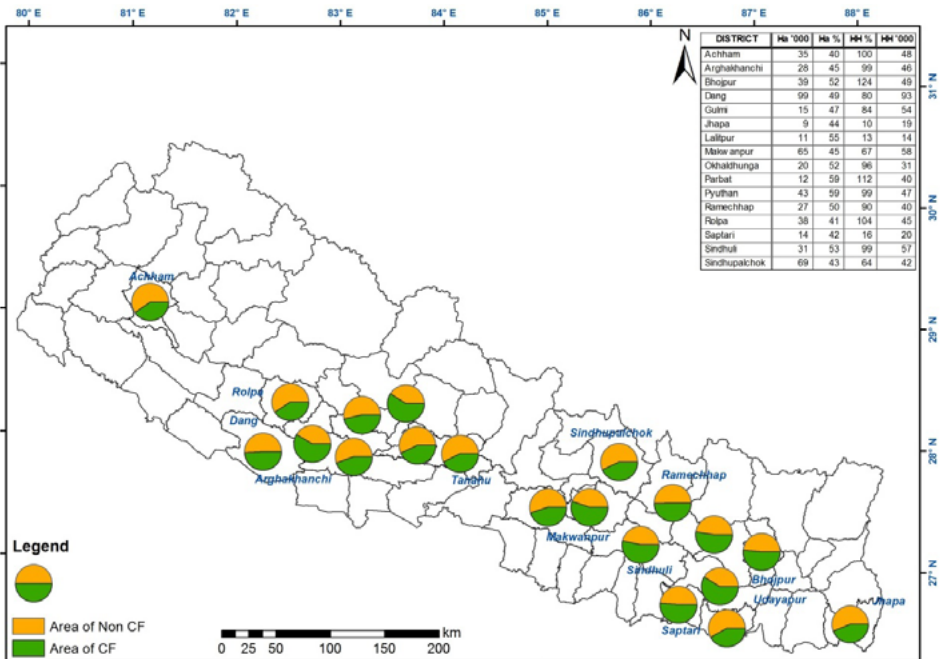 80° E 81° E 82° E 83° E 84° E 85° E 86° E 87° E 88° E
N
DISTRICT Ha '000 Ha % HH % HH '000
Achham 35 40 100 48
Arghakhanchi 28 45 99 46
Bhojpur 39 52 124 49
Dang 99 49 80 93
Gulmi 15 47 84 54
Jhapa 9 44 10 19
Lalitpur 11 55 13 14
Makwanpur 65 45 67 58
Okhaldhunga 20 52 96 31
Parbat 12 59 112 40
Pyuthan 43 59 99 47
Ramechhap 27 50 90 40
Rolpa 38 41 104 45
Saptari 14 42 16 20
Sindhuli 31 53 99 57
Sindhupalchok 69 43 64 42
31° N
30° N
29° N
28° N
27° N
Achham
Rolpa
Dang
Arghakhanchi
Tanahu
Sindhupalchok
Ramechhap
Makwanpur
Sindhuli
Bhojpur
Udayapur
Jhapa
Saptari
Legend
Area of Non CF
Area of CF
km
0 25 50 100 150 200